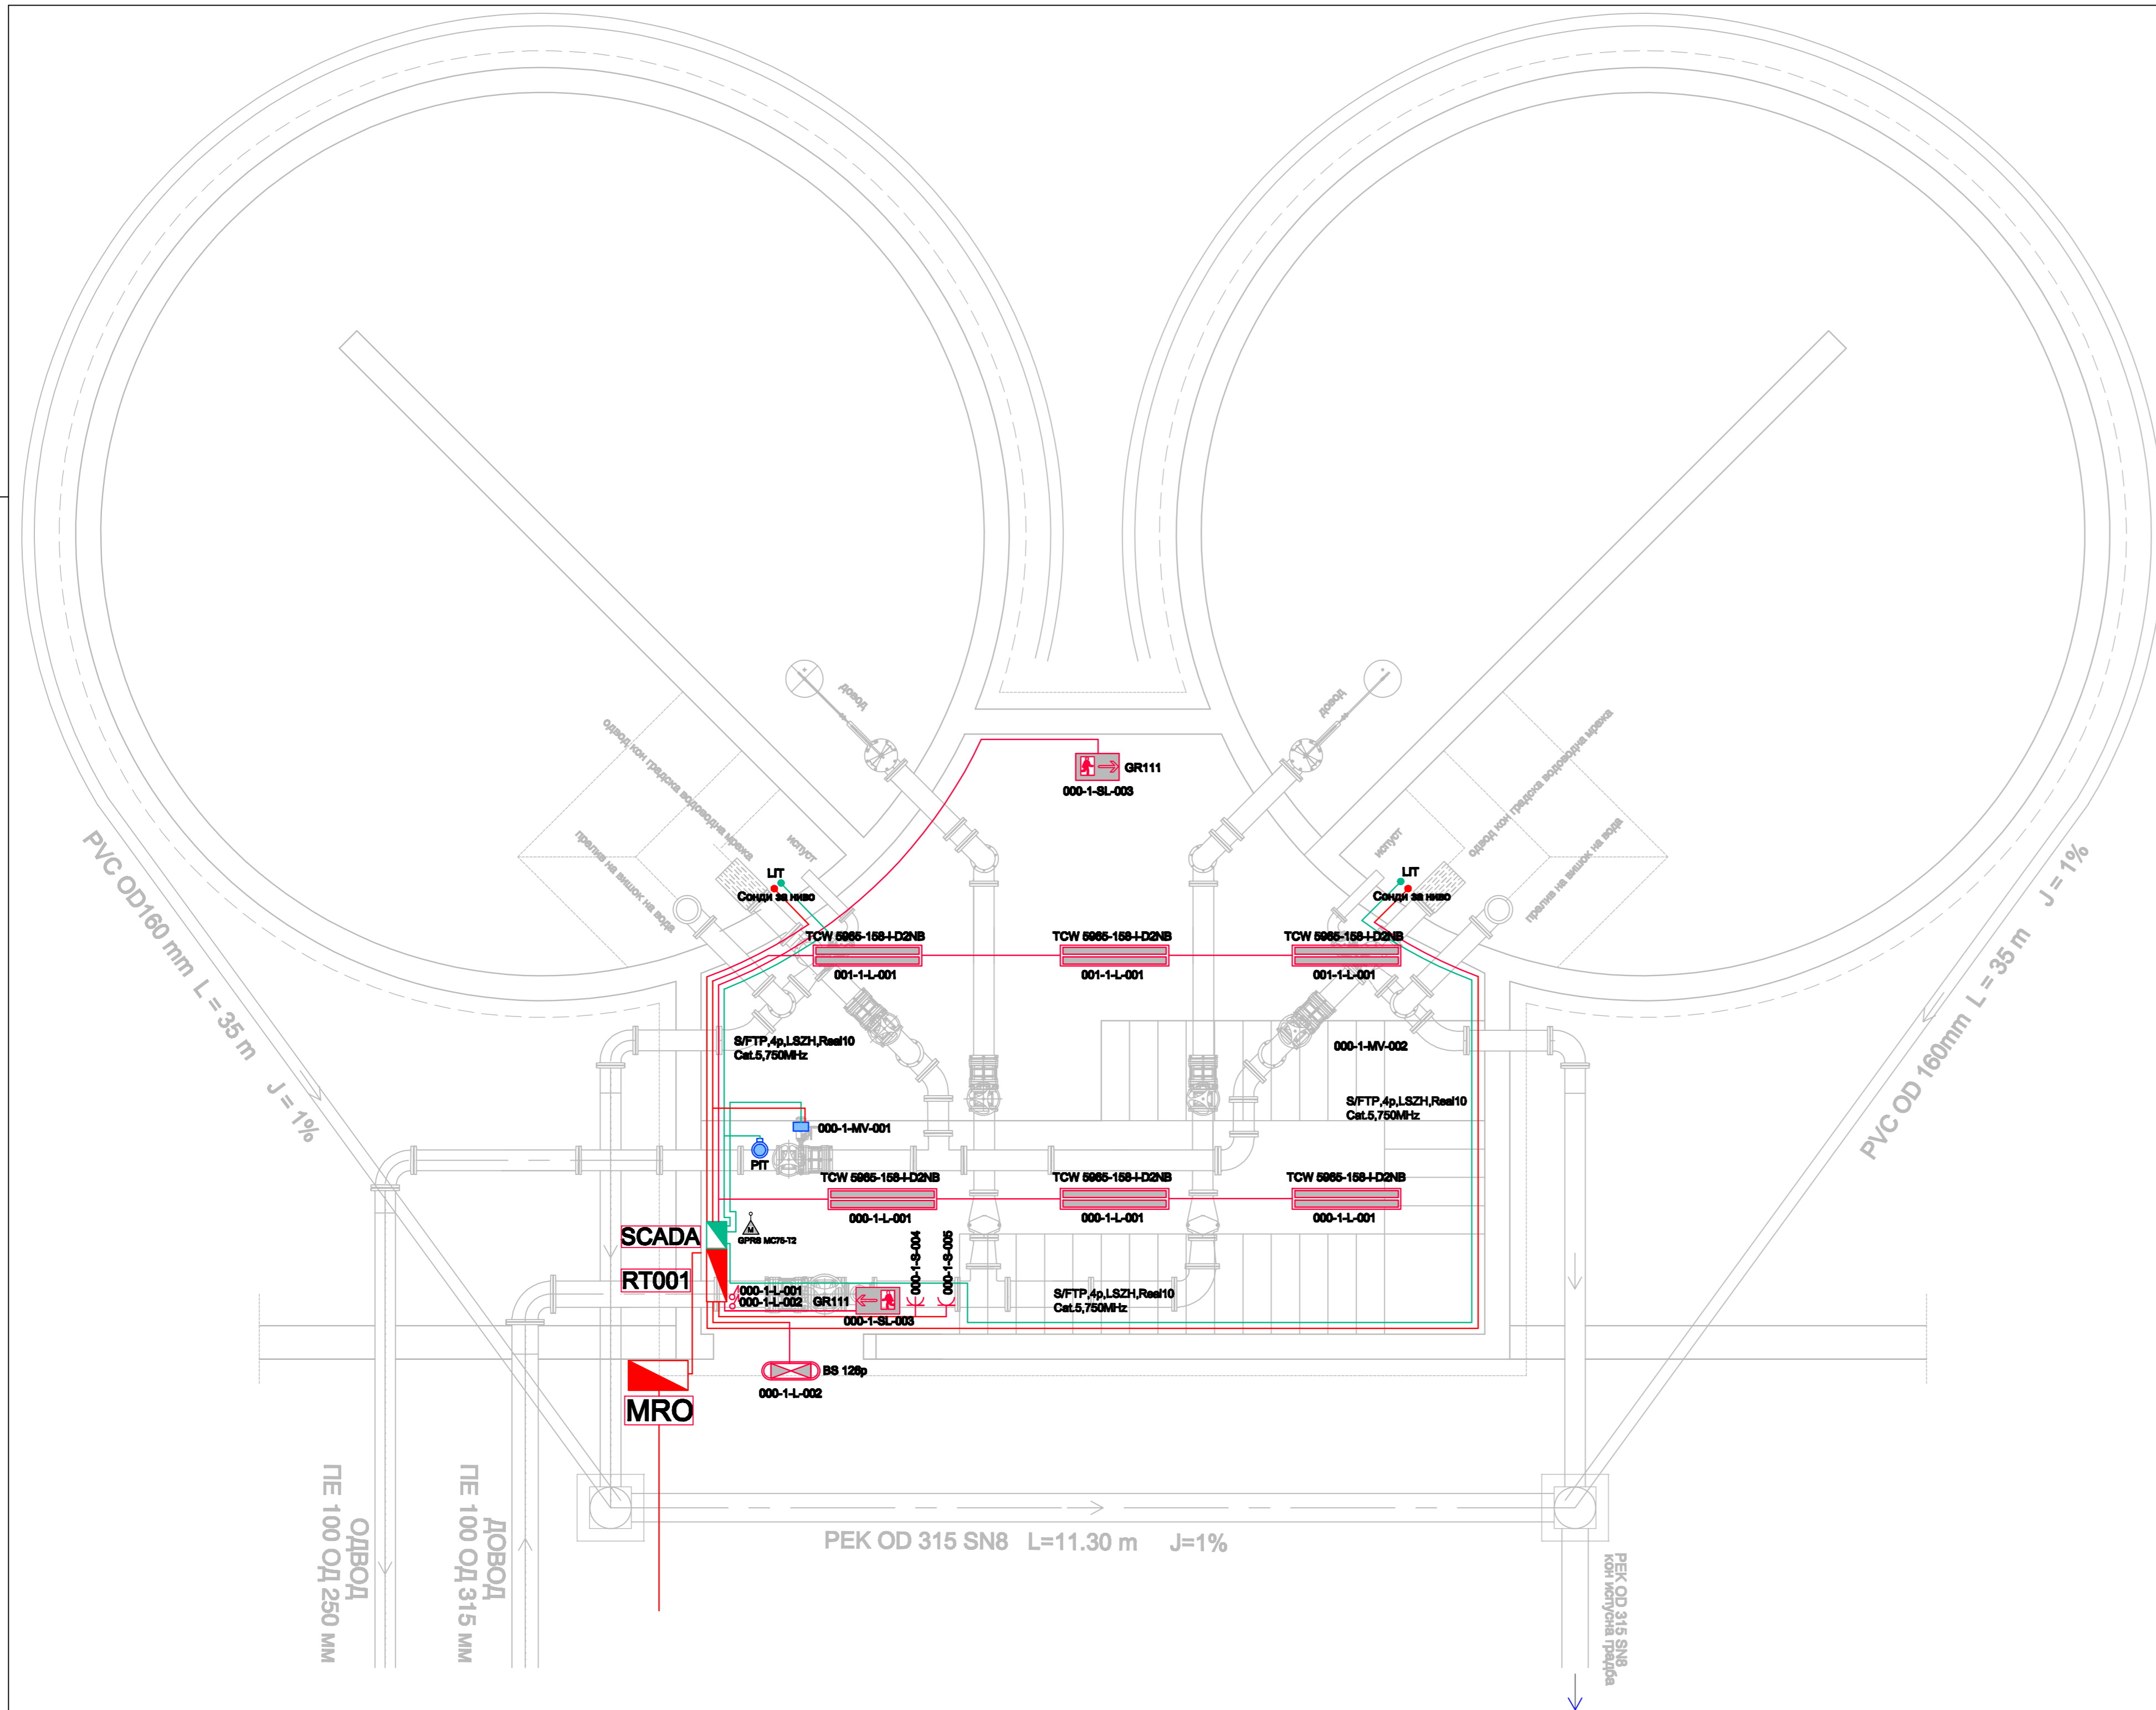 довод
довод
одвод кон градска водоводна мрежа
одвод кон градска водоводна мрежа
GR111
000-1-SL-003
прелив на вишок на вода
прелив на вишок на вода
испуст
испуст
PVC OD160 mm L = 35 m J = 1%
PVC OD 160mm L = 35 m J = 1%
LIT
Сонди за ниво
LIT
Сонди за ниво
TCW 5965-158-I-D2NB
TCW 5965-158-I-D2NB
TCW 5965-158-I-D2NB
001-1-L-001
001-1-L-001
001-1-L-001
S/FTP,4p,LSZH,Real10
Cat.5,750MHz
000-1-MV-002
S/FTP,4p,LSZH,Real10
Cat.5,750MHz
000-1-MV-001
PIT
TCW 5965-158-I-D2NB
TCW 5965-158-I-D2NB
TCW 5965-158-I-D2NB
000-1-L-001
000-1-L-001
000-1-L-001
SCADA
M
GPRS MC75-T2
000-1-S-004
000-1-S-005
RT001
000-1-L-001
000-1-L-002
GR111
000-1-SL-003
S/FTP,4p,LSZH,Real10
Cat.5,750MHz
BS 126p
000-1-L-002
MRO
ОДВОД
ПЕ 100 ОД 250 мм
ДОВОД
ПЕ 100 ОД 315 мм
PEK OD 315 SN8 L=11.30 m J=1%
PEK OD 315 SN8
кон испусна градба